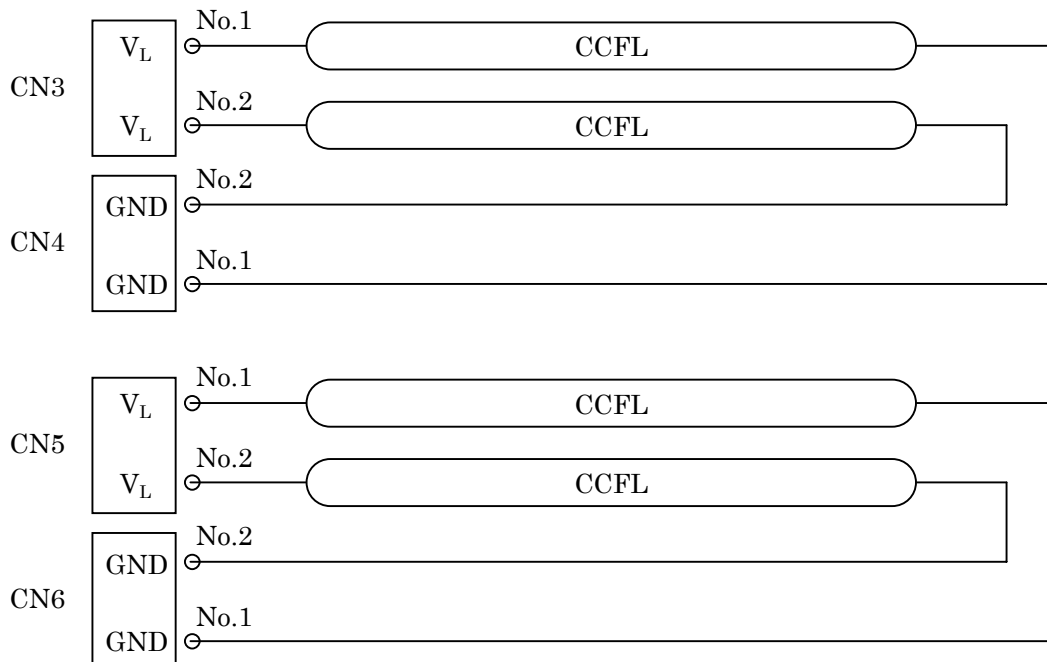 No.1
V_L CCFL
CN3
No.2
V_L CCFL
No.2
GND
CN4
No.1
GND
No.1
V_L CCFL
CN5
No.2
V_L CCFL
No.2
GND
CN6
No.1
GND